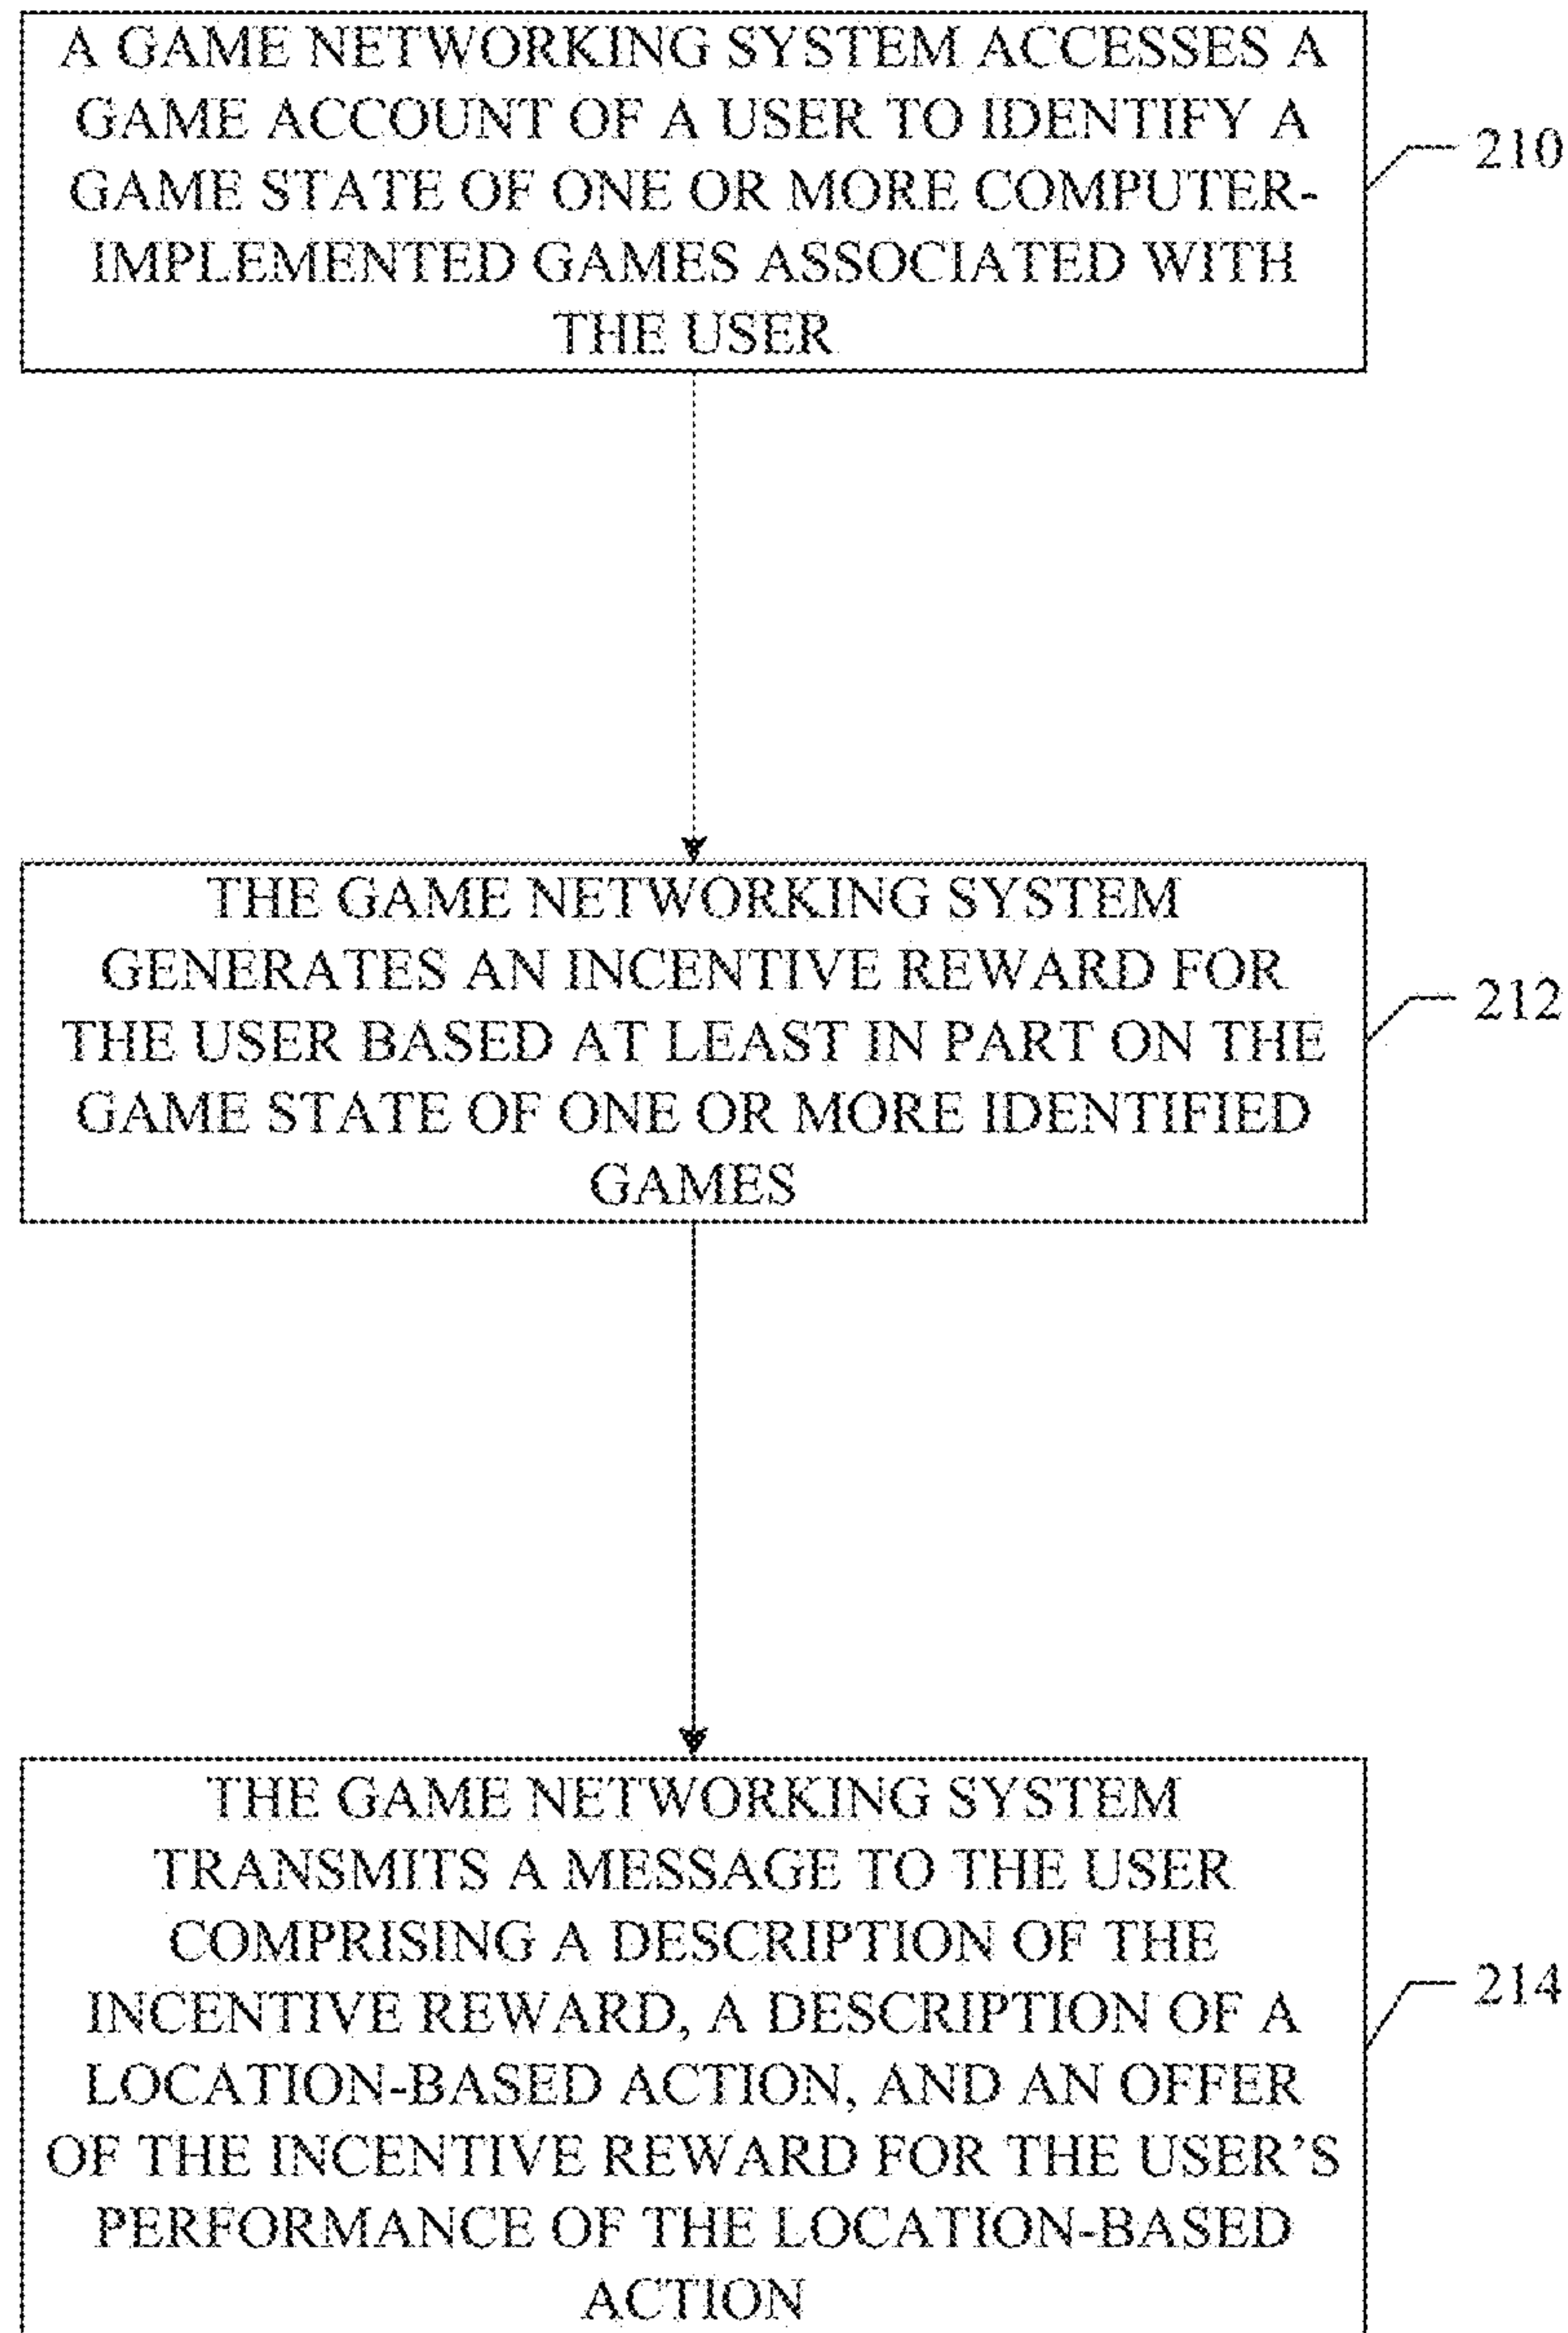 A GAME NETWORKING SYSTEM ACCESSES A
GAME ACCOUNT OF A USER TO IDENTIFY A
GAME STATE OF ONE OR MORE COMPUTER-
IMPLEMENTED GAMES ASSOCIATED WITH
THE USER
210
THE GAME NETWORKING SYSTEM
GENERATES AN INCENTIVE REWARD FOR
THE USER BASED AT LEAST IN PART ON THE
GAME STATE OF ONE OR MORE IDENTIFIED
GAMES
212
THE GAME NETWORKING SYSTEM
TRANSMITS A MESSAGE TO THE USER
COMPRISING A DESCRIPTION OF THE
INCENTIVE REWARD, A DESCRIPTION OF A
LOCATION-BASED ACTION, AND AN OFFER
OF THE INCENTIVE REWARD FOR THE USER’S
PERFORMANCE OF THE LOCATION-BASED
ACTION
214